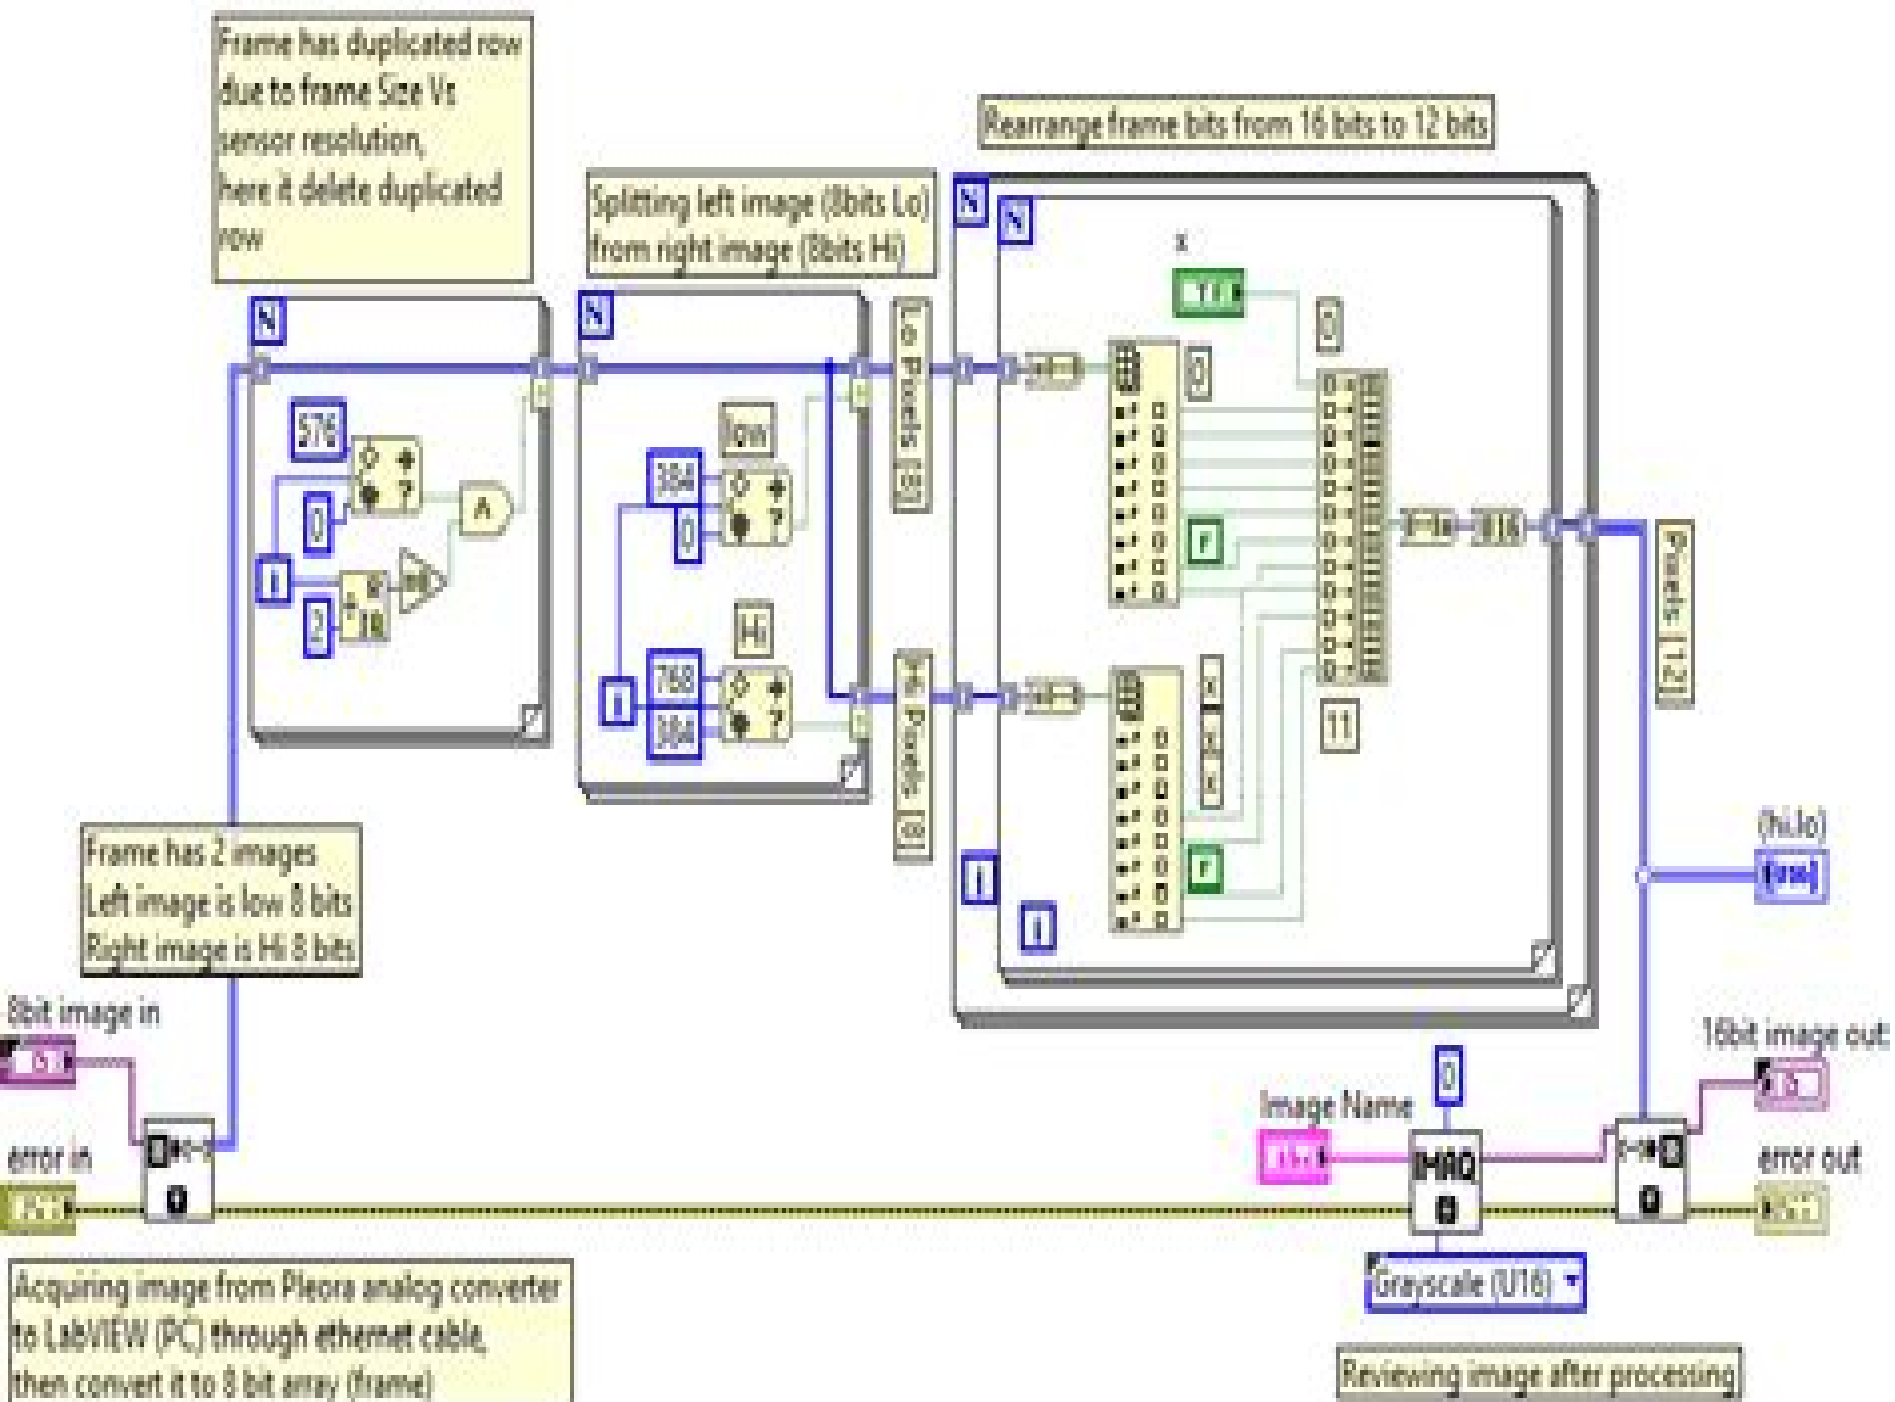 Frame has duplicated row
due to frame Size Vs
sensor resolution,
here it delete duplicated
row
Splitting left image (8bits Lo)
from right image (8bits Hi)
Rearrange frame bits from 16 bits to 12 bits
N
576
0
i
2
N
low
384
0
Hi
i
768
384
Lo Pixels [8]
Hi Pixels [8]
N
N
x
TF
0
0
F
X
X
X
F
11
i
i
U16
Pixels [12]
(hi.lo)
[U16]
Frame has 2 images
Left image is low 8 bits
Right image is Hi 8 bits
8bit image in
error in
Image Name
0
IMAQ
Grayscale (U16)
16bit image out
error out
Acquiring image from Pleora analog converter
to LabVIEW (PC) through ethernet cable,
then convert it to 8 bit array (frame)
Reviewing image after processing